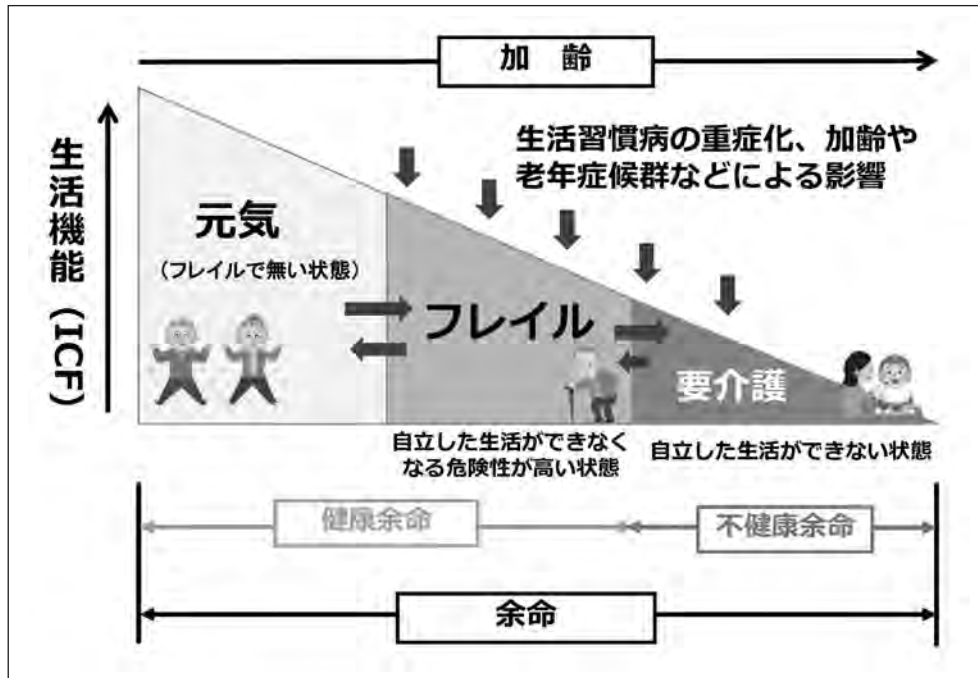 加 齢
生活機能（ICF）
生活習慣病の重症化、加齢や
老年症候群などによる影響
元気
（フレイルで無い状態）
フレイル
要介護
自立した生活ができなく
なる危険性が高い状態
自立した生活ができない状態
健康余命
不健康余命
余命